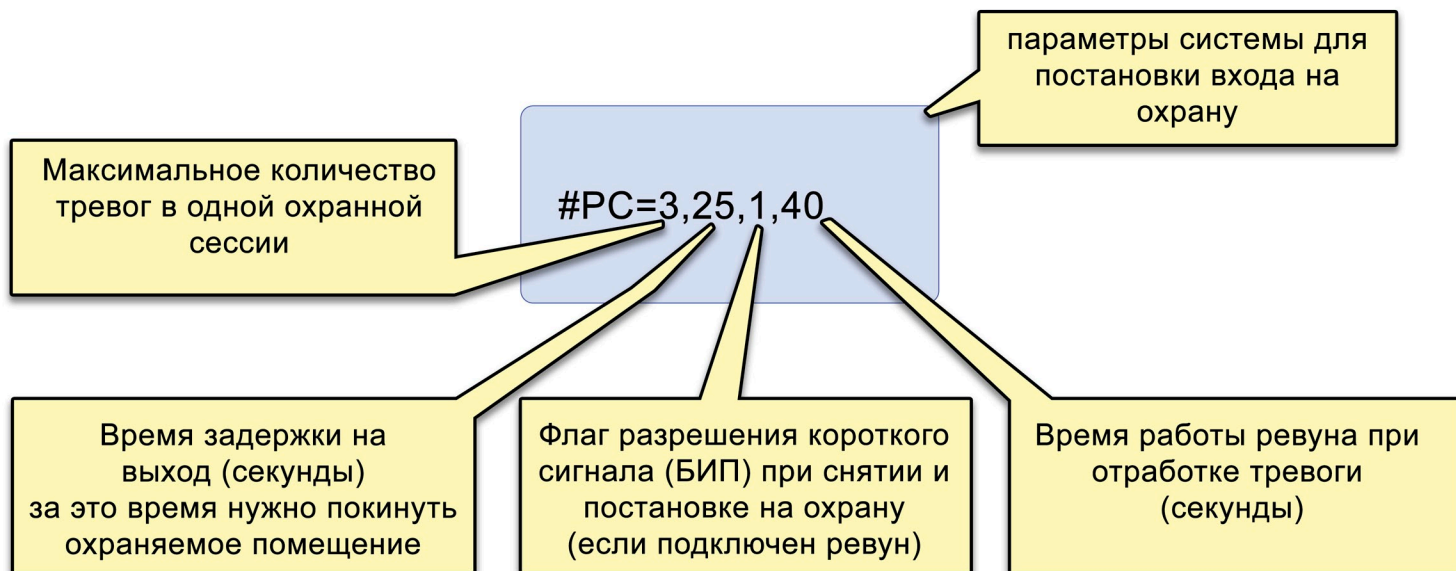 параметры системы для
постановки входа на
охрану
Максимальное количество
тревог в одной охранной
сессии
#PC=3,25,1,40
Время задержки на
выход (секунды)
за это время нужно покинуть
охраняемое помещение
Флаг разрешения короткого
сигнала (БИП) при снятии и
постановке на охрану
(если подключен ревун)
Время работы ревуна при
отработке тревоги
(секунды)